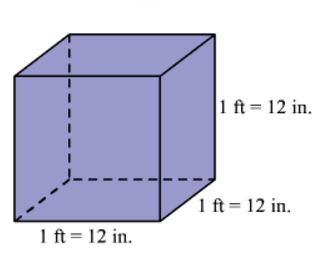 1 ft = 12 in.
1 ft = 12 in.
1 ft = 12 in.